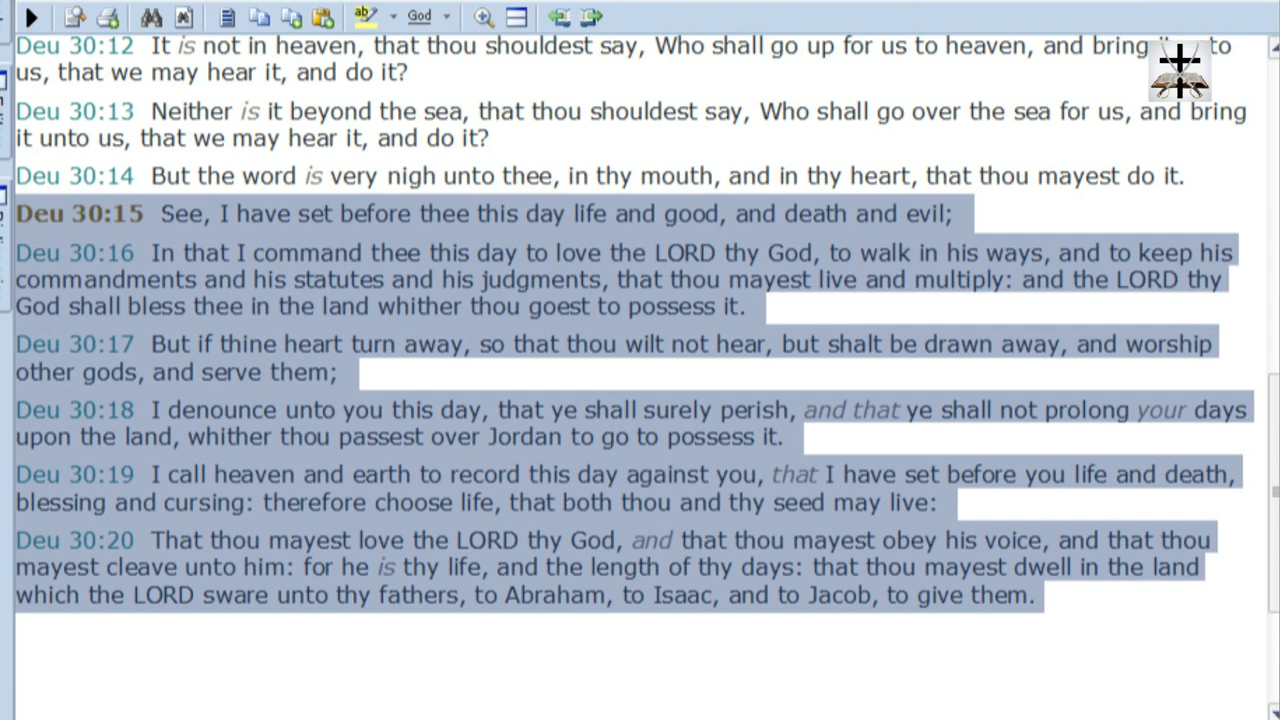 ab
God
Deu 30:12 It is not in heaven, that thou shouldest say, Who shall go up for us to heaven, and bring to
us, that we may hear it, and do it?
Deu 30:13 Neither is it beyond the sea, that thou shouldest say, Who shall go over the sea for us, and bring
it unto us, that we may hear it, and do it?
Deu 30:14 But the word is very nigh unto thee, in thy mouth, and in thy heart, that thou mayest do it.
Deu 30:15 See, I have set before thee this day life and good, and death and evil;
Deu 30:16 In that I command thee this day to love the LORD thy God, to walk in his ways, and to keep his
commandments and his statutes and his judgments, that thou mayest live and multiply: and the LORD thy
God shall bless thee in the land whither thou goest to possess it.
Deu 30:17 But if thine heart turn away, so that thou wilt not hear, but shalt be drawn away, and worship
other gods, and serve them;
Deu 30:18 I denounce unto you this day, that ye shall surely perish, and that ye shall not prolong your days
upon the land, whither thou passest over Jordan to go to possess it.
Deu 30:19 I call heaven and earth to record this day against you, that I have set before you life and death,
blessing and cursing: therefore choose life, that both thou and thy seed may live:
Deu 30:20 That thou mayest love the LORD thy God, and that thou mayest obey his voice, and that thou
mayest cleave unto him: for he is thy life, and the length of thy days: that thou mayest dwell in the land
which the LORD sware unto thy fathers, to Abraham, to Isaac, and to Jacob, to give them.